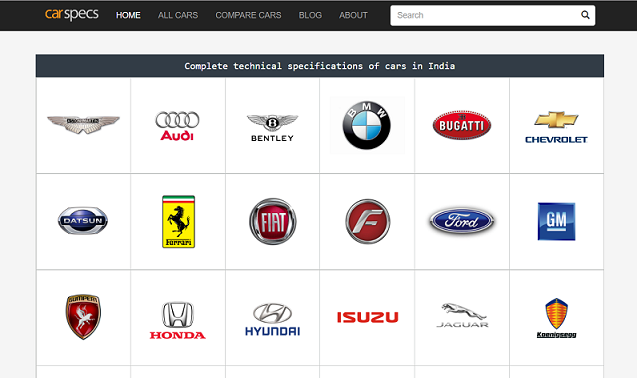 carspecs HOME ALL CARS COMPARE CARS BLOG ABOUT Search
Complete technical specifications of cars in India
ASTON MARTIN Audi BENTLEY BMW BUGATTI CHEVROLET
DATSUN Ferrari FIAT F Ford GM
GUMPERT HONDA HYUNDAI ISUZU JAGUAR Koenigsegg